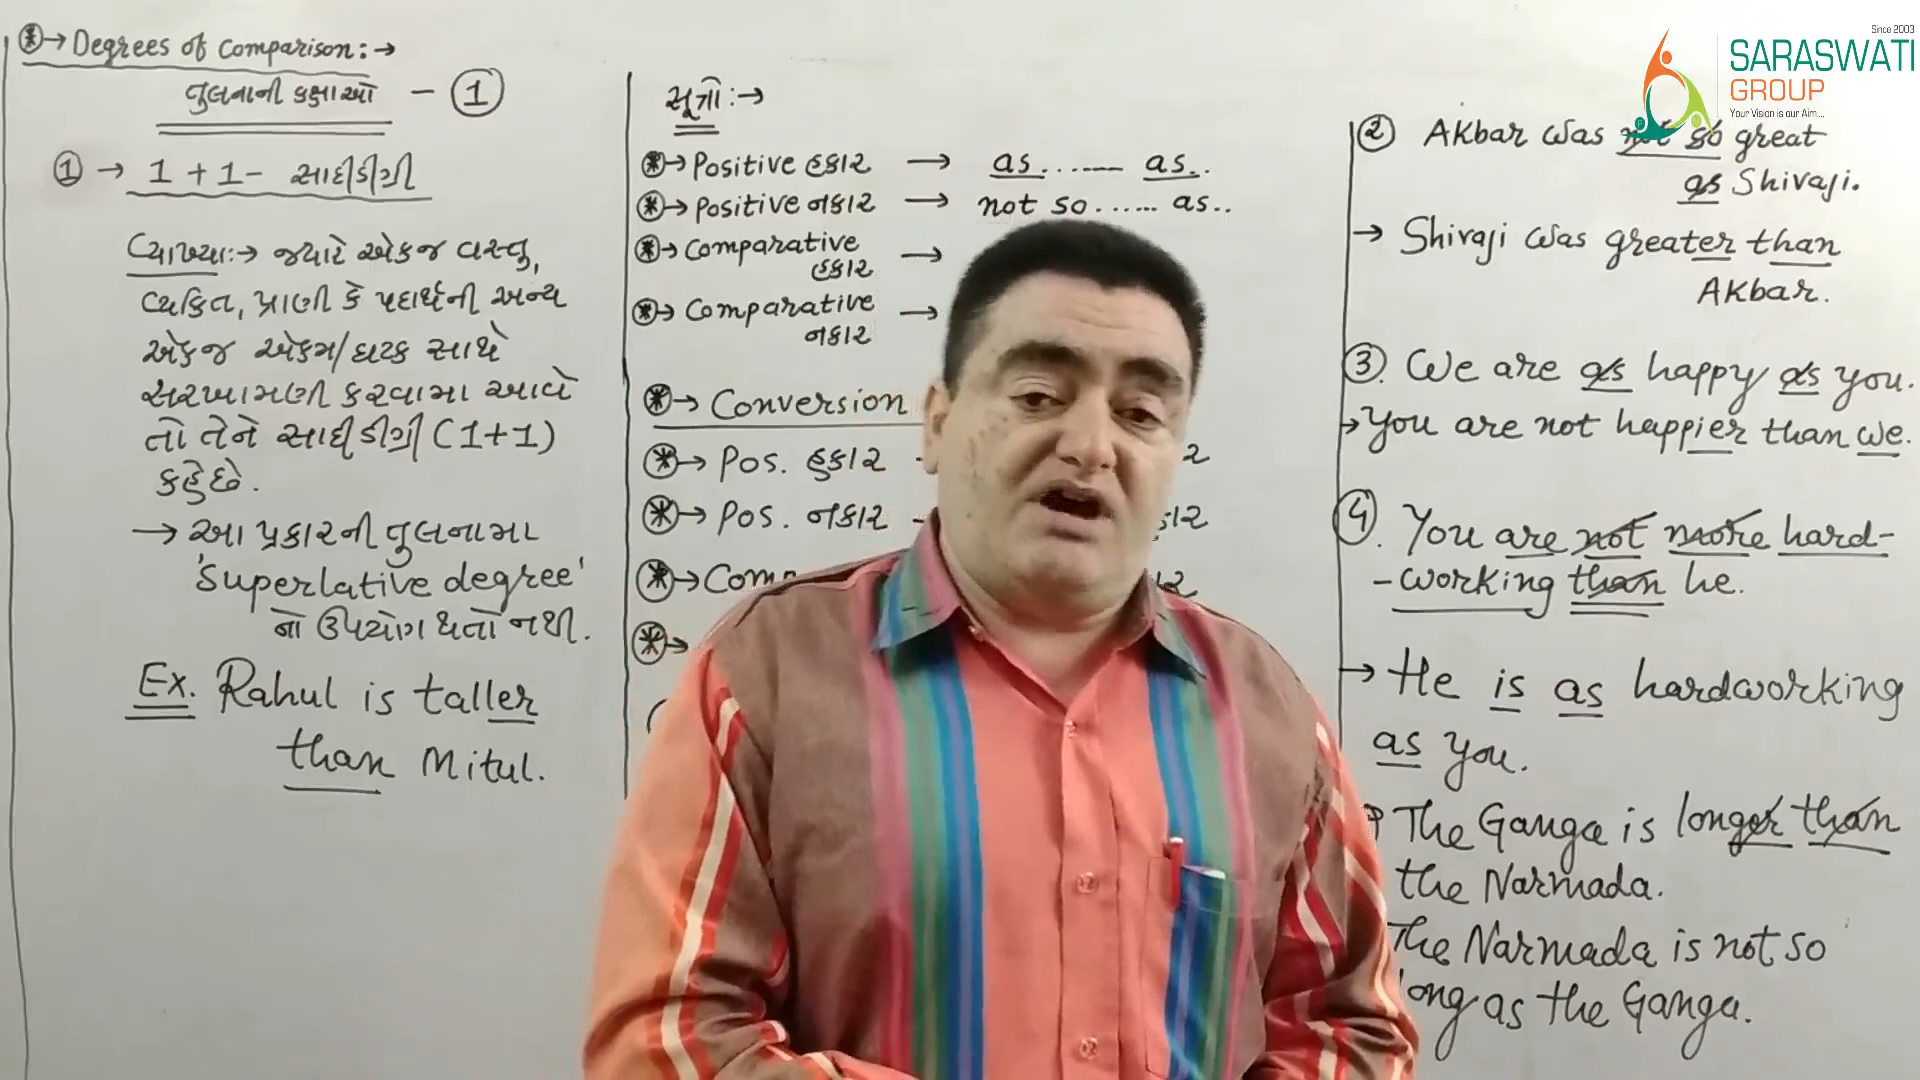 Degrees of Comparison:→
તુલનાની કક્ષાઓ - 1
① → 1 + 1 - સાદી ડીગ્રી
વ્યાખ્યા:→ જ્યારે એક જ વસ્તુ,
વ્યકિત, પ્રાણી કે પદાર્થની અન્ય
એક જ એકમ/ઘટક સાથે
સરખામણી કરવામા આવે
તો તેને સાદી ડીગ્રી (1+1)
કહે છે.
→ આ પ્રકારની તુલનામા
'Superlative degree'
નો ઉપયોગ થતો નથી.
Ex. Rahul is taller
than Mitul.
સૂત્રો:→
→ Positive હકાર → as....... as..
→ Positive નકાર → not so...... as..
→ Comparative
હકાર →
→ Comparative
નકાર →
→ Conversion
→ Pos. હકાર -
→ Pos. નકાર -
→ Comp
② Akbar was not so great
as Shivaji.
→ Shivaji was greater than
Akbar.
③. We are as happy as you.
→ You are not happier than we.
④. You are not more hard-
-working than he.
→ He is as hardworking
as you.
The Ganga is longer than
the Narmada.
The Narmada is not so
long as the Ganga.
Since 2003
SARASWATI
GROUP
Your Vision is our Aim....